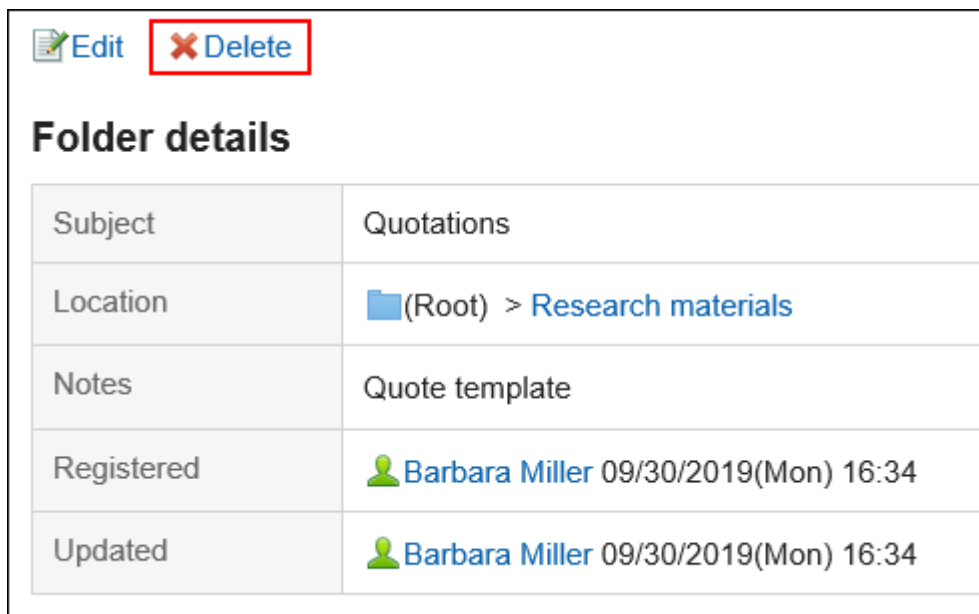 Edit Delete
Folder details
Subject Quotations
Location (Root) > Research materials
Notes Quote template
Registered Barbara Miller 09/30/2019(Mon) 16:34
Updated Barbara Miller 09/30/2019(Mon) 16:34